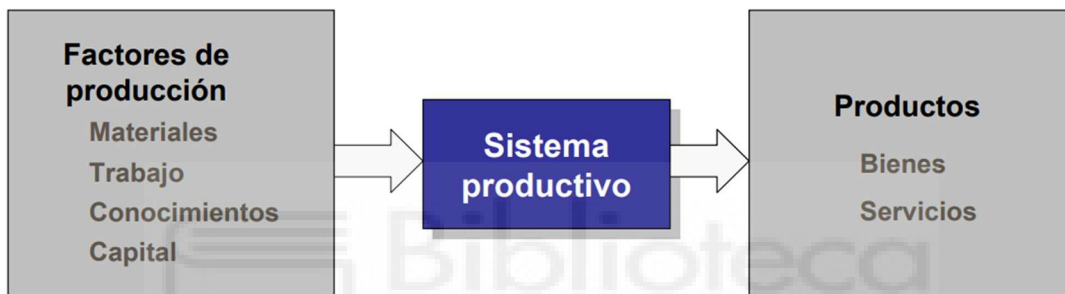 Factores de
producción
Materiales
Trabajo
Conocimientos
Capital
Sistema
productivo
Productos
Bienes
Servicios
Biblioteca